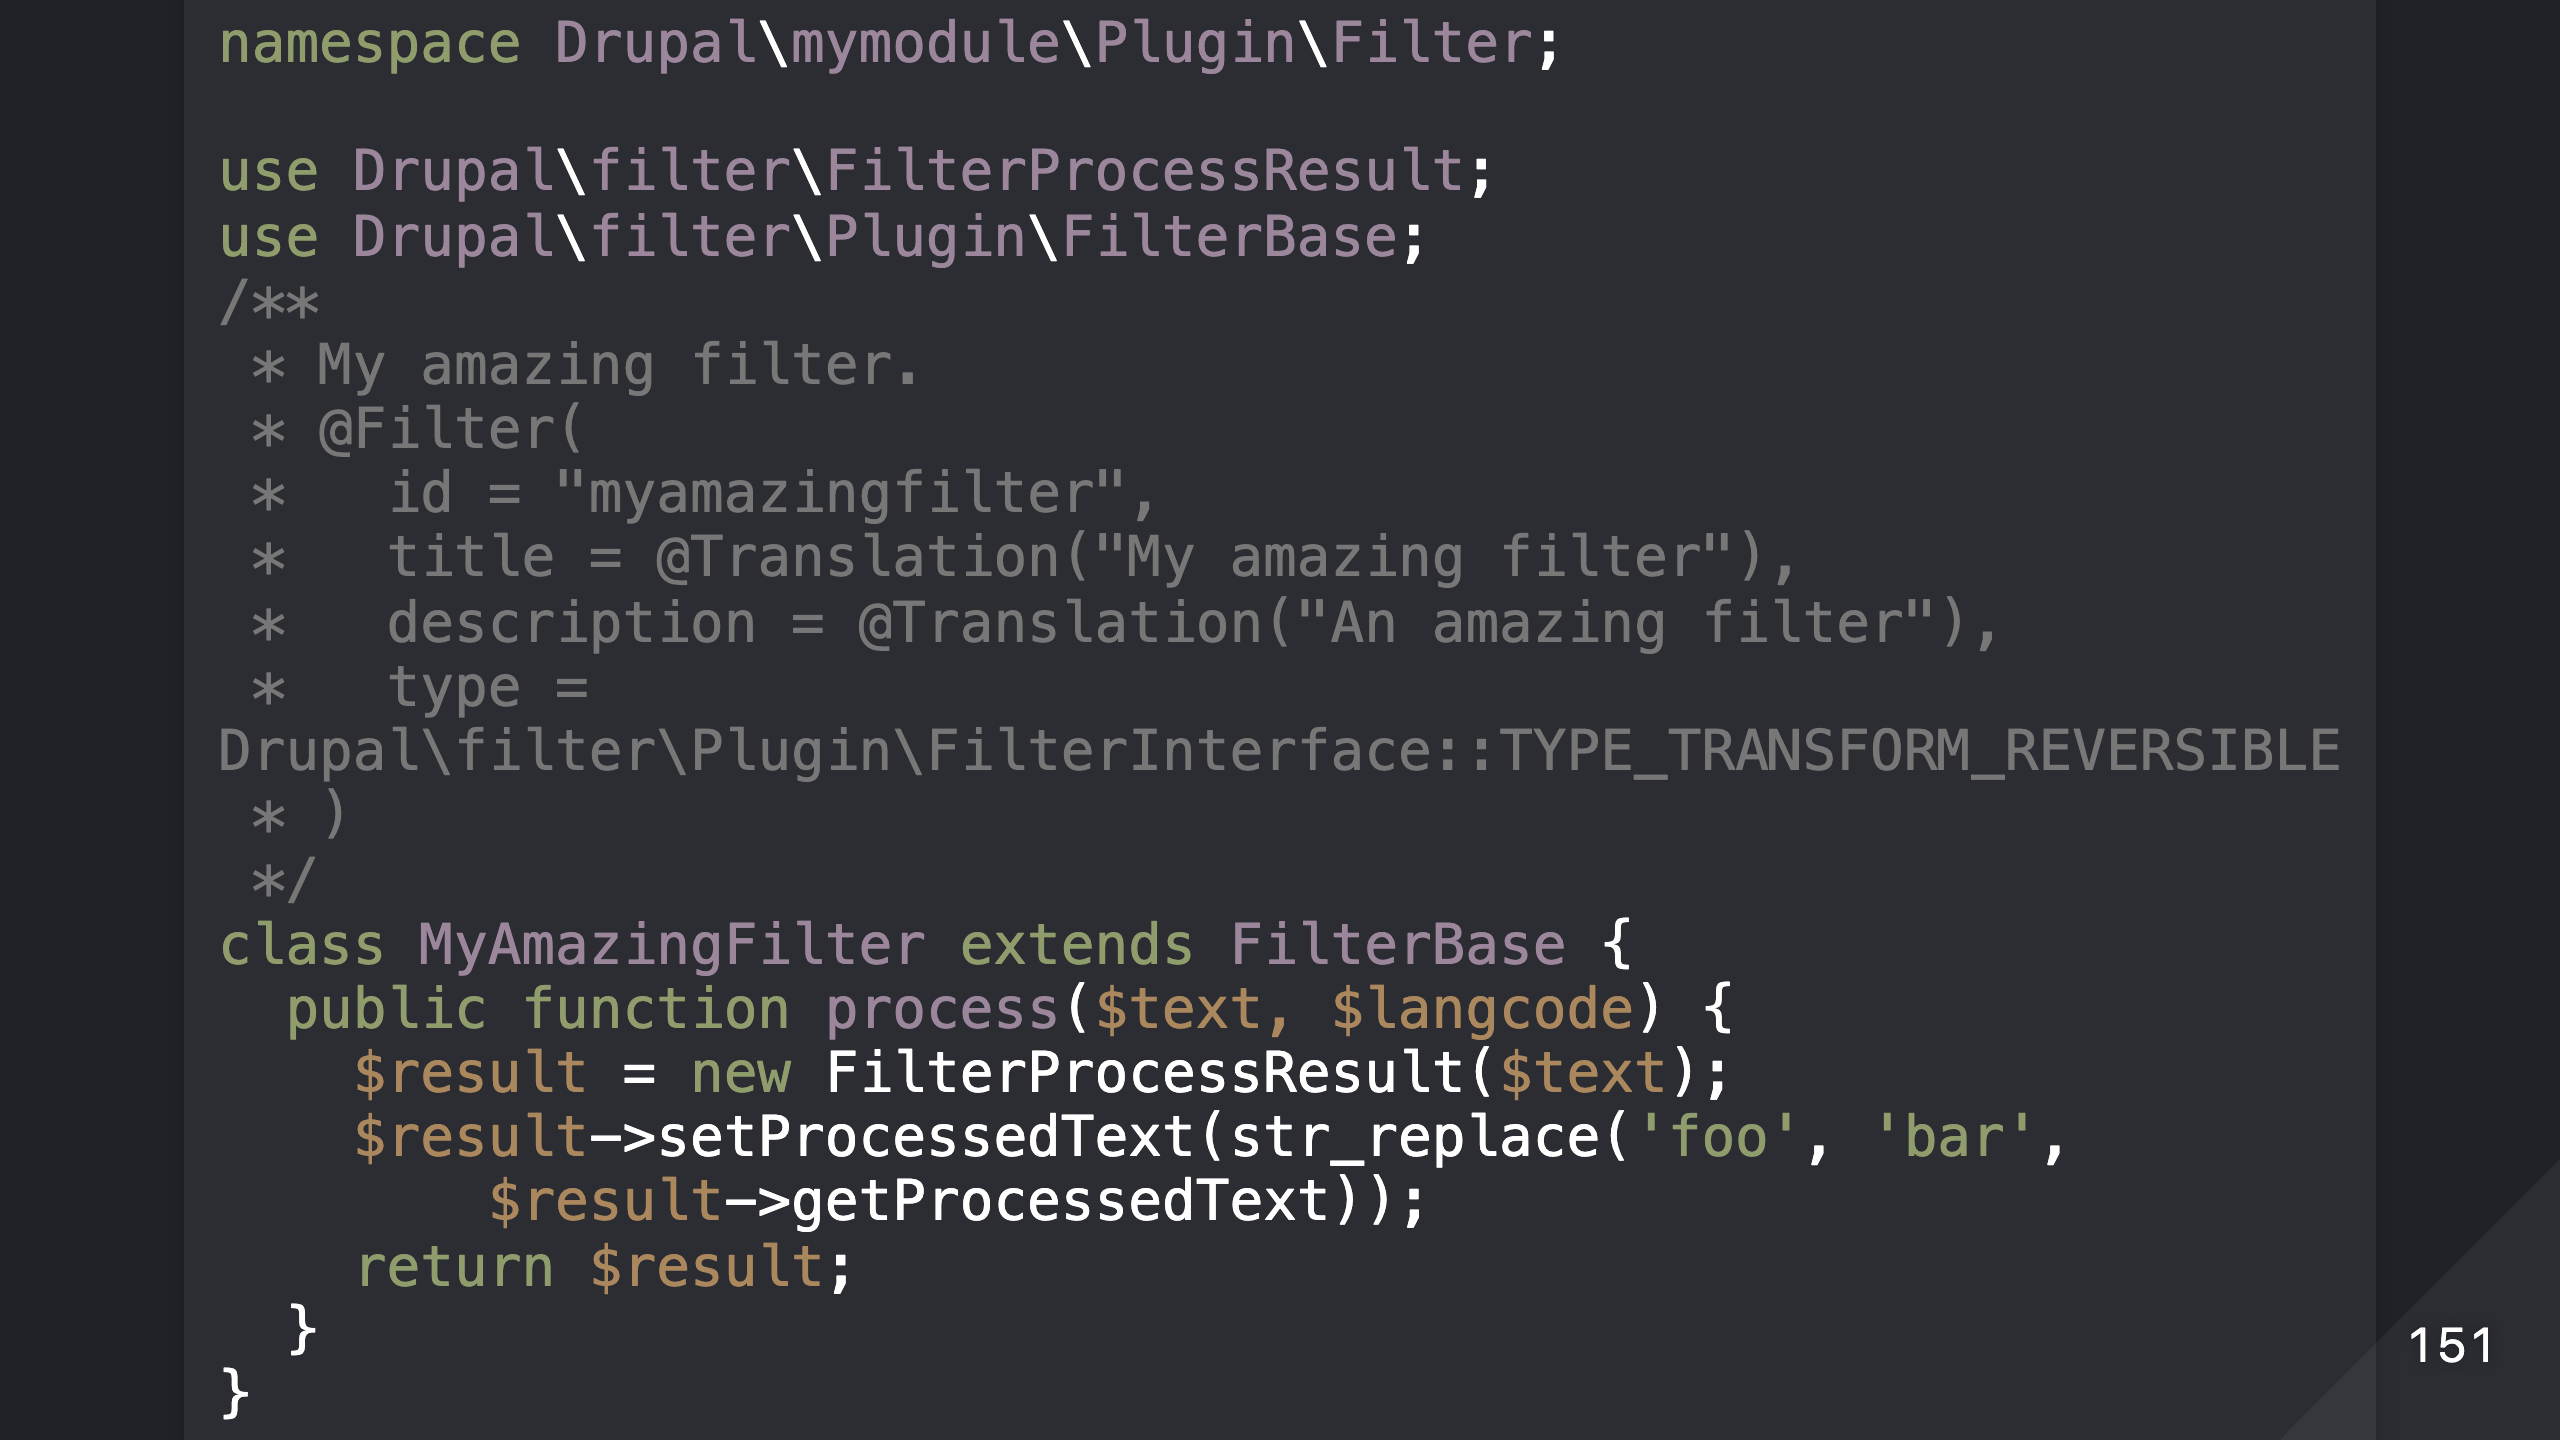 namespace Drupal\mymodule\Plugin\Filter;

use Drupal\filter\FilterProcessResult;
use Drupal\filter\Plugin\FilterBase;
/**
 * My amazing filter.
 * @Filter(
 *   id = "myamazingfilter",
 *   title = @Translation("My amazing filter"),
 *   description = @Translation("An amazing filter"),
 *   type =
Drupal\filter\Plugin\FilterInterface::TYPE_TRANSFORM_REVERSIBLE
 * )
 */
class MyAmazingFilter extends FilterBase {
  public function process($text, $langcode) {
    $result = new FilterProcessResult($text);
    $result->setProcessedText(str_replace('foo', 'bar',
        $result->getProcessedText));
    return $result;
  }
}
151